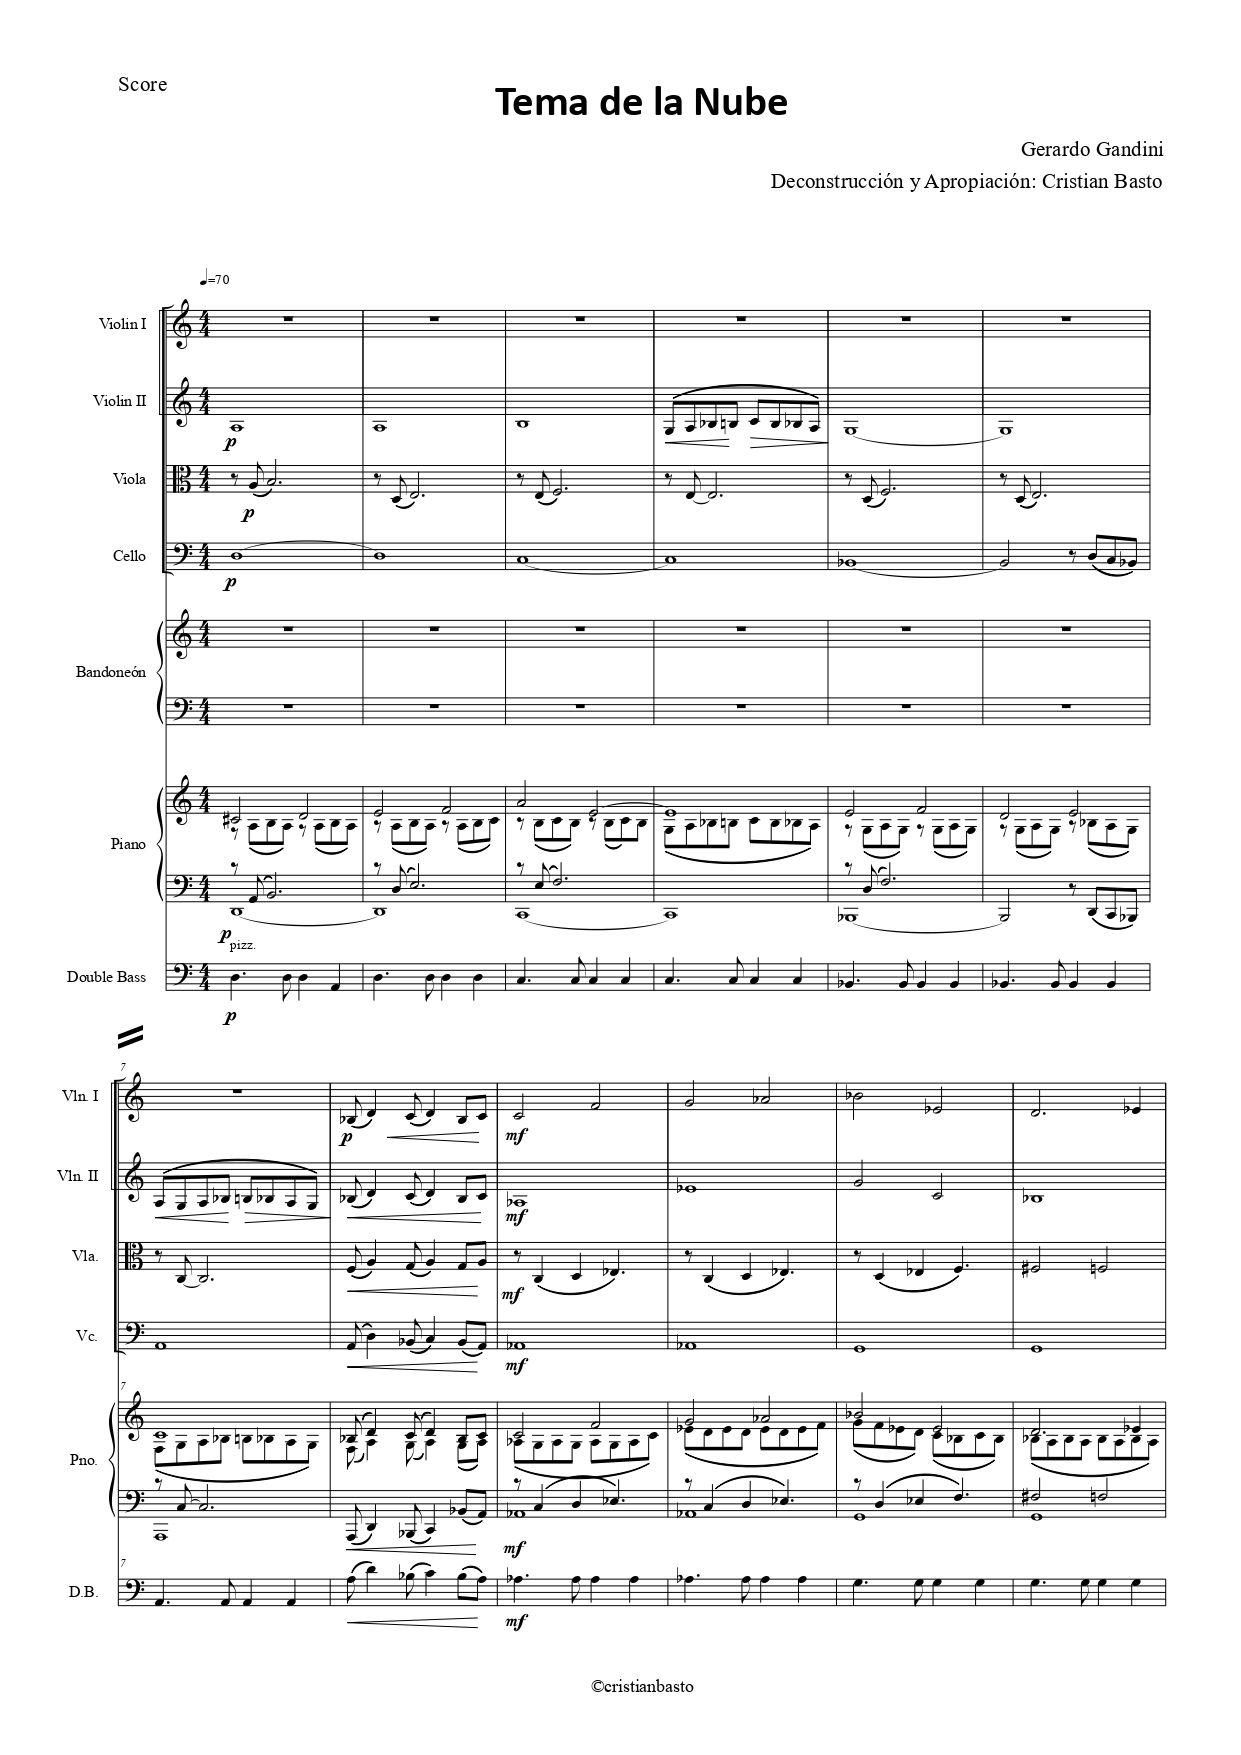 Score
Tema de la Nube
Gerardo Gandini
Deconstrucción y Apropiación: Cristian Basto
=70
Violin I
Violin II
p
Viola
p
Cello
p
Bandoneón
Piano
p
pizz.
Double Bass
p
7
Vln. I
p mf
Vln. II
mf
Vla.
mf
Vc.
mf
7
Pno.
mf
7
D.B.
mf
©cristianbasto